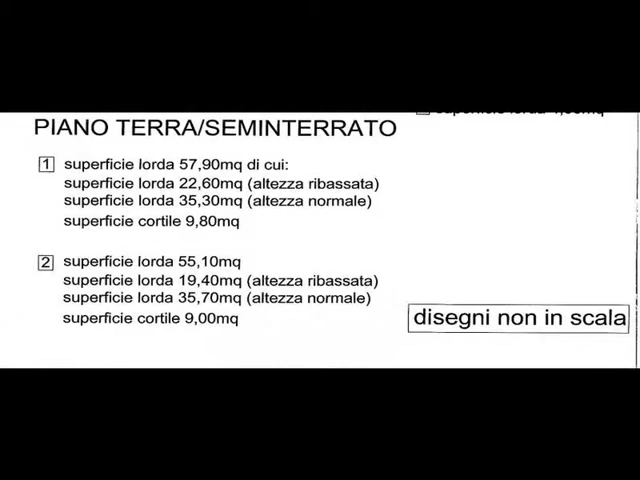 PIANO TERRA/SEMINTERRATO
1 superficie lorda 57,90mq di cui:
superficie lorda 22,60mq (altezza ribassata)
superficie lorda 35,30mq (altezza normale)
superficie cortile 9,80mq
2 superficie lorda 55,10mq
superficie lorda 19,40mq (altezza ribassata)
superficie lorda 35,70mq (altezza normale)
superficie cortile 9,00mq
disegni non in scala